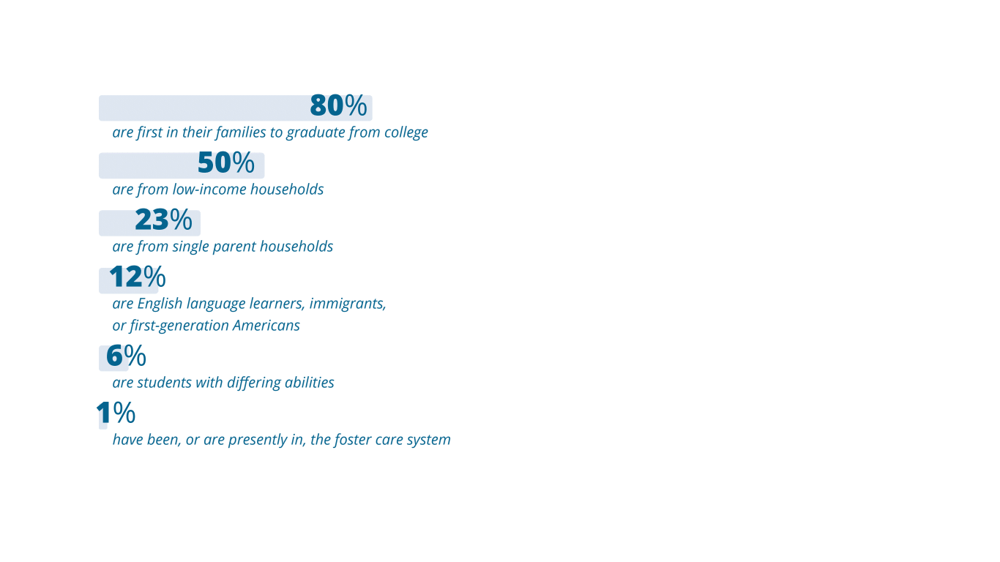 80%
are first in their families to graduate from college
50%
are from low-income households
23%
are from single parent households
12%
are English language learners, immigrants,
or first-generation Americans
6%
are students with differing abilities
1%
have been, or are presently in, the foster care system